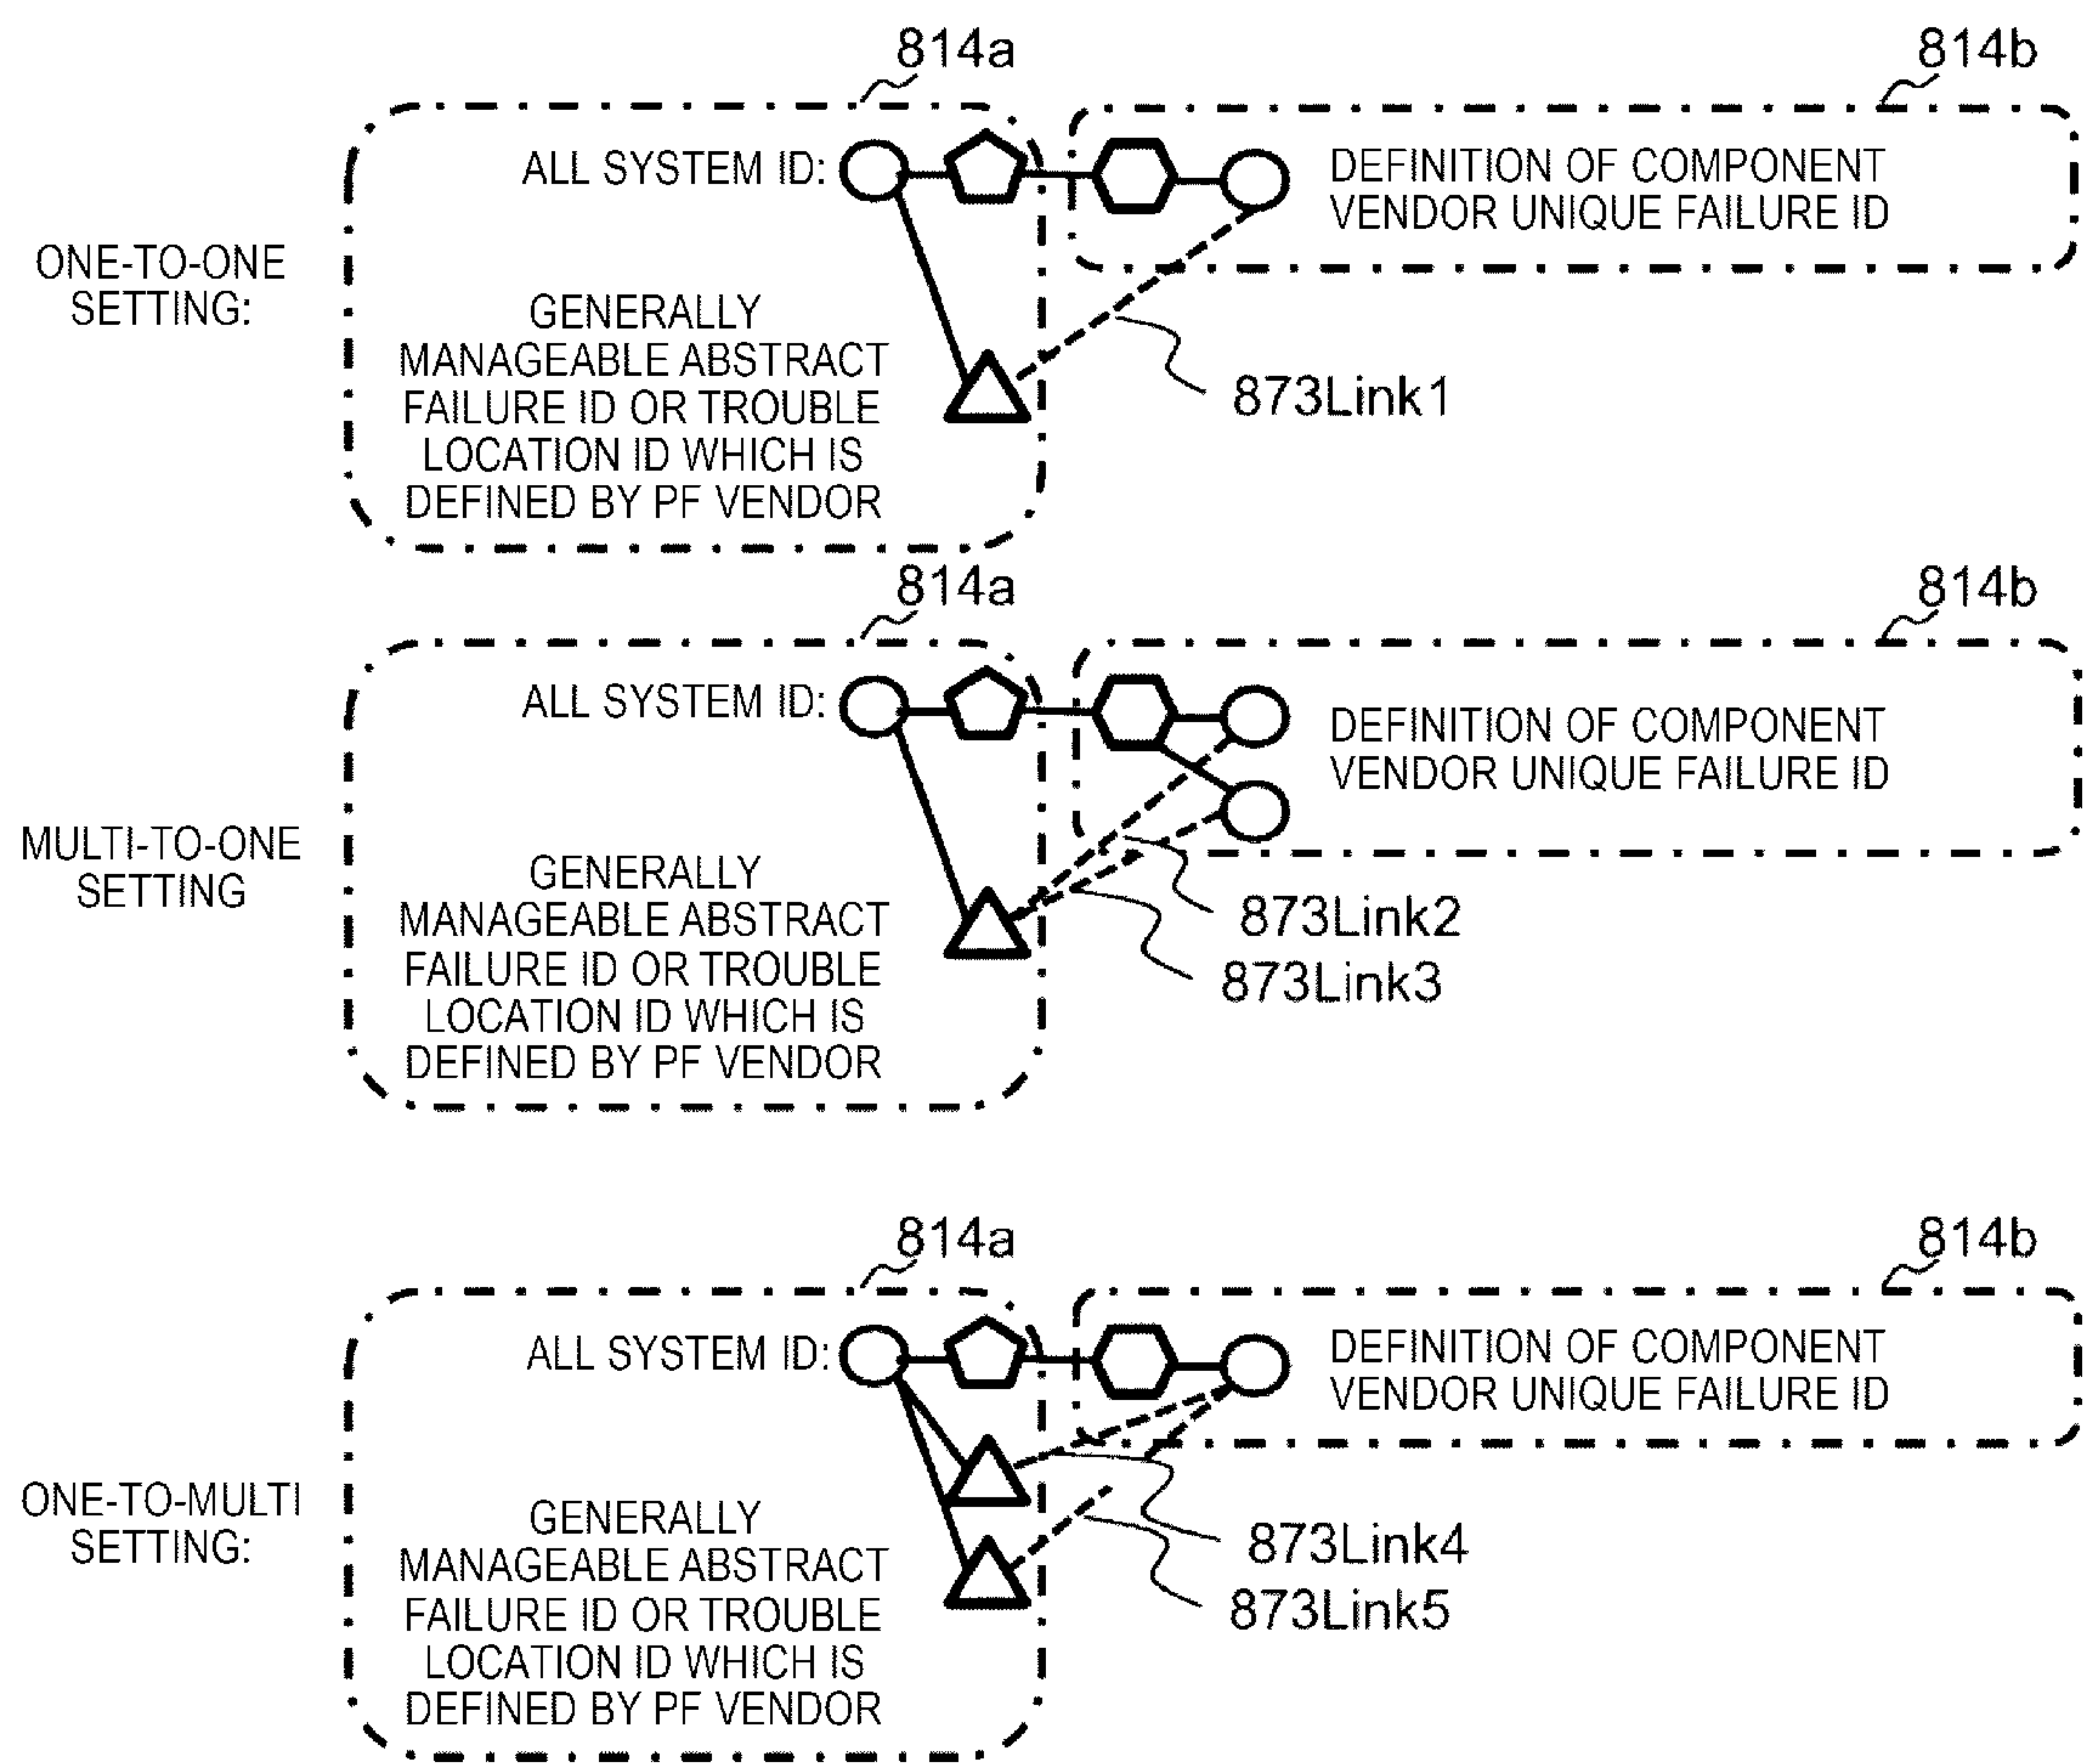 814a
814b
ALL SYSTEM ID:
DEFINITION OF COMPONENT
VENDOR UNIQUE FAILURE ID
ONE-TO-ONE
SETTING:
GENERALLY
MANAGEABLE ABSTRACT
FAILURE ID OR TROUBLE
LOCATION ID WHICH IS
DEFINED BY PF VENDOR
873Link1
814a
814b
ALL SYSTEM ID:
DEFINITION OF COMPONENT
VENDOR UNIQUE FAILURE ID
MULTI-TO-ONE
SETTING
GENERALLY
MANAGEABLE ABSTRACT
FAILURE ID OR TROUBLE
LOCATION ID WHICH IS
DEFINED BY PF VENDOR
873Link2
873Link3
814a
814b
ALL SYSTEM ID:
DEFINITION OF COMPONENT
VENDOR UNIQUE FAILURE ID
ONE-TO-MULTI
SETTING:
GENERALLY
MANAGEABLE ABSTRACT
FAILURE ID OR TROUBLE
LOCATION ID WHICH IS
DEFINED BY PF VENDOR
873Link4
873Link5